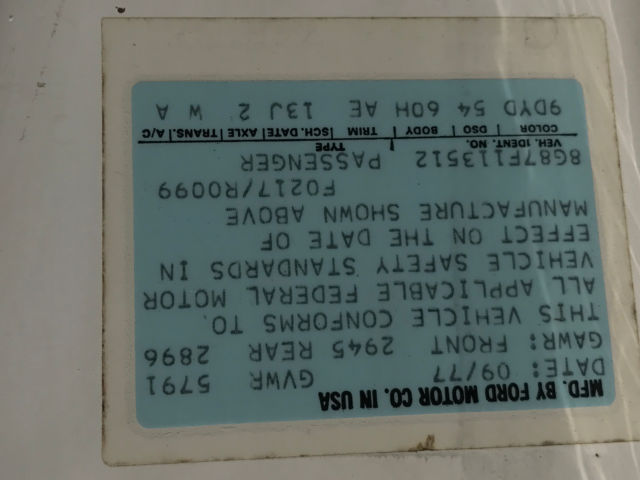 MFD. BY FORD MOTOR CO. IN USA
DATE: 09/77 GVWR 5791
GAWR: FRONT 2945 REAR 2896
THIS VEHICLE CONFORMS TO
ALL APPLICABLE FEDERAL MOTOR
VEHICLE SAFETY STANDARDS IN
EFFECT ON THE DATE OF
MANUFACTURE SHOWN ABOVE
F0217/R0099
8G87F113512 PASSENGER
VEH. IDENT. NO. TYPE
COLOR DSO BODY TRIM SCH. DATE AXLE TRANS. A/C
9DYD 54 60H AE 13J 2 W A